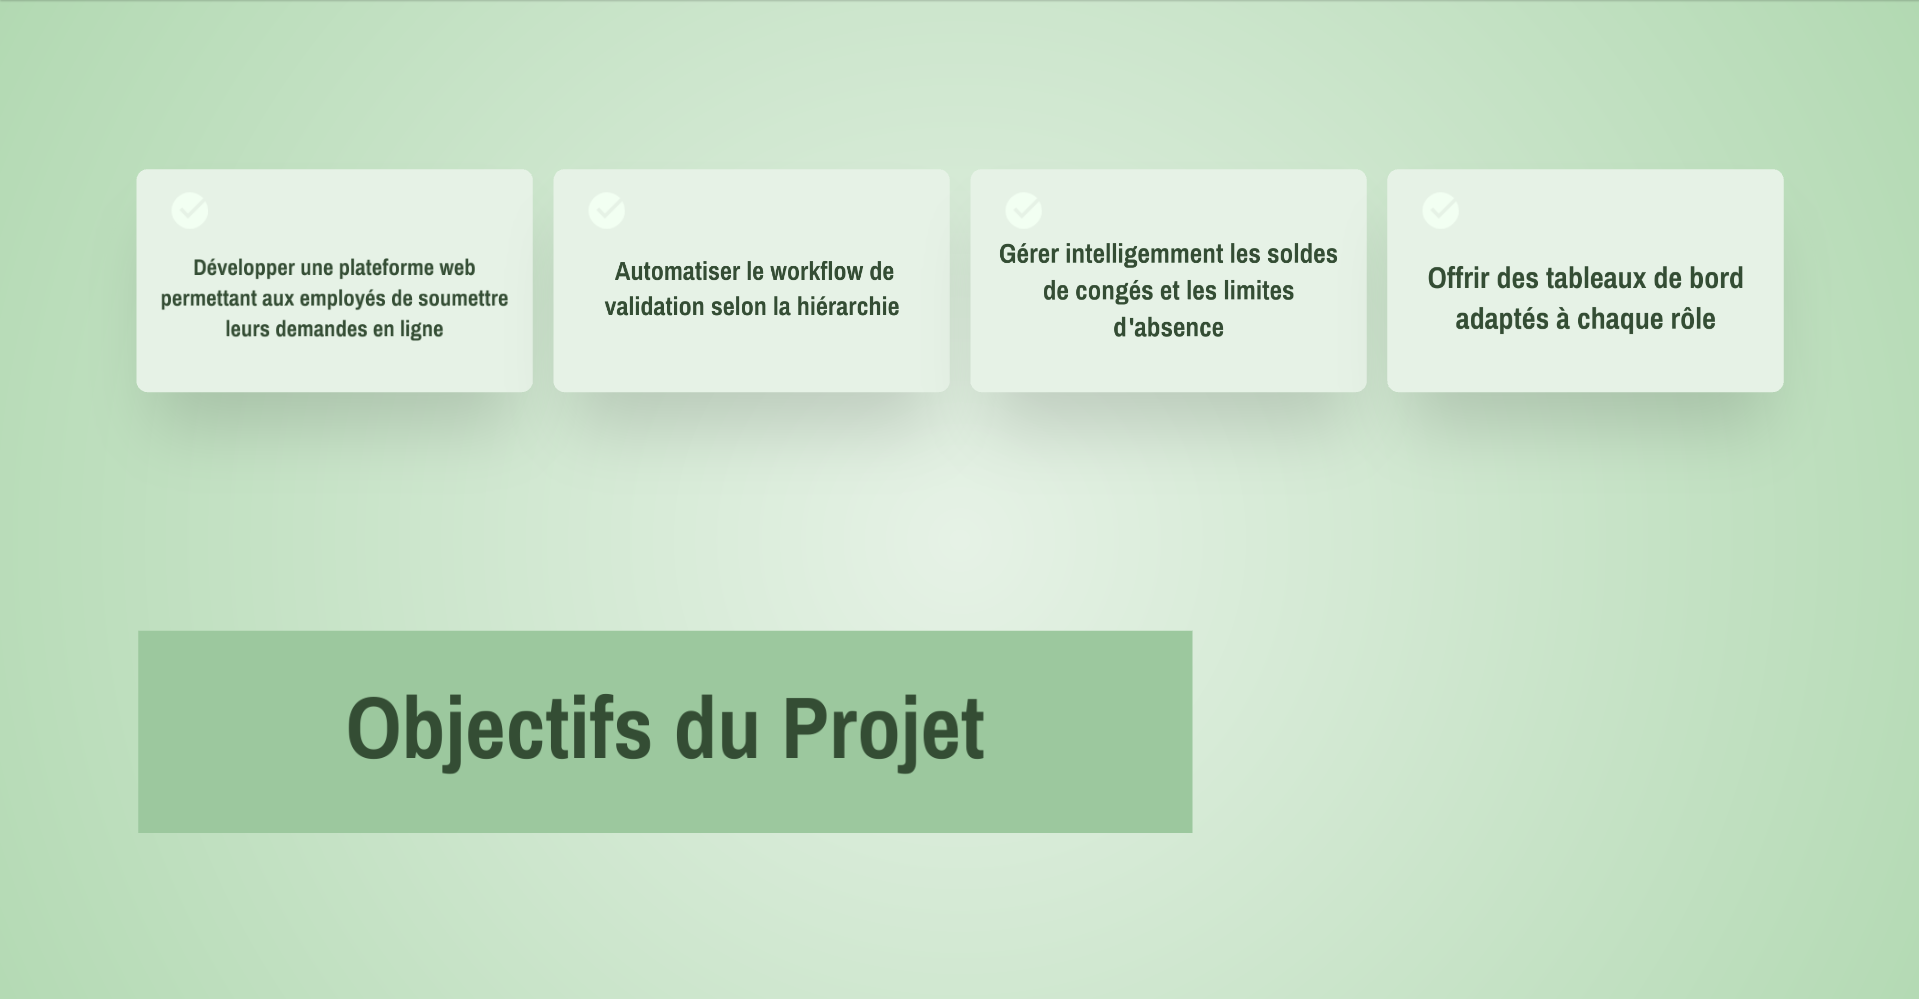 Développer une plateforme web
permettant aux employés de soumettre
leurs demandes en ligne
Automatiser le workflow de
validation selon la hiérarchie
Gérer intelligemment les soldes
de congés et les limites
d'absence
Offrir des tableaux de bord
adaptés à chaque rôle
Objectifs du Projet